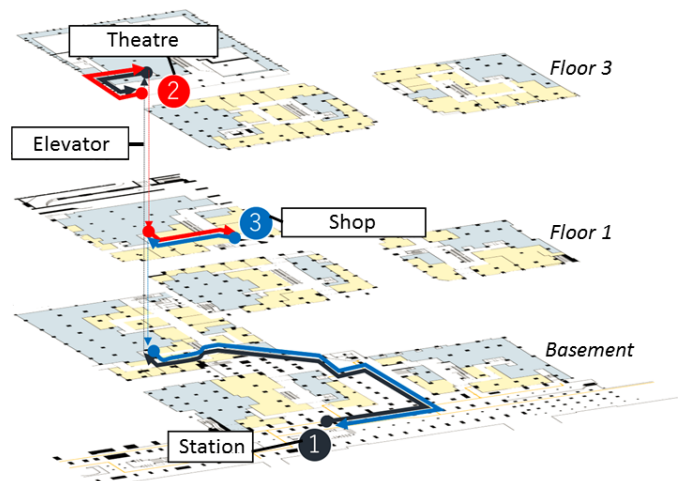 Theatre
2
Floor 3
Elevator
3
Shop
Floor 1
Basement
Station
1